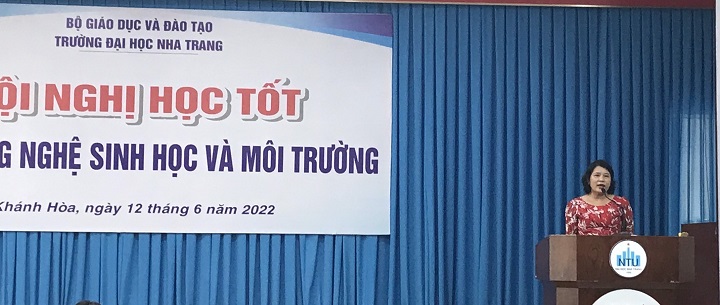 BỘ GIÁO DỤC VÀ ĐÀO TẠO
TRƯỜNG ĐẠI HỌC NHA TRANG
ỘI NGHỊ HỌC TỐT
G NGHỆ SINH HỌC VÀ MÔI TRƯỜNG
Khánh Hòa, ngày 12 tháng 6 năm 2022
NTU